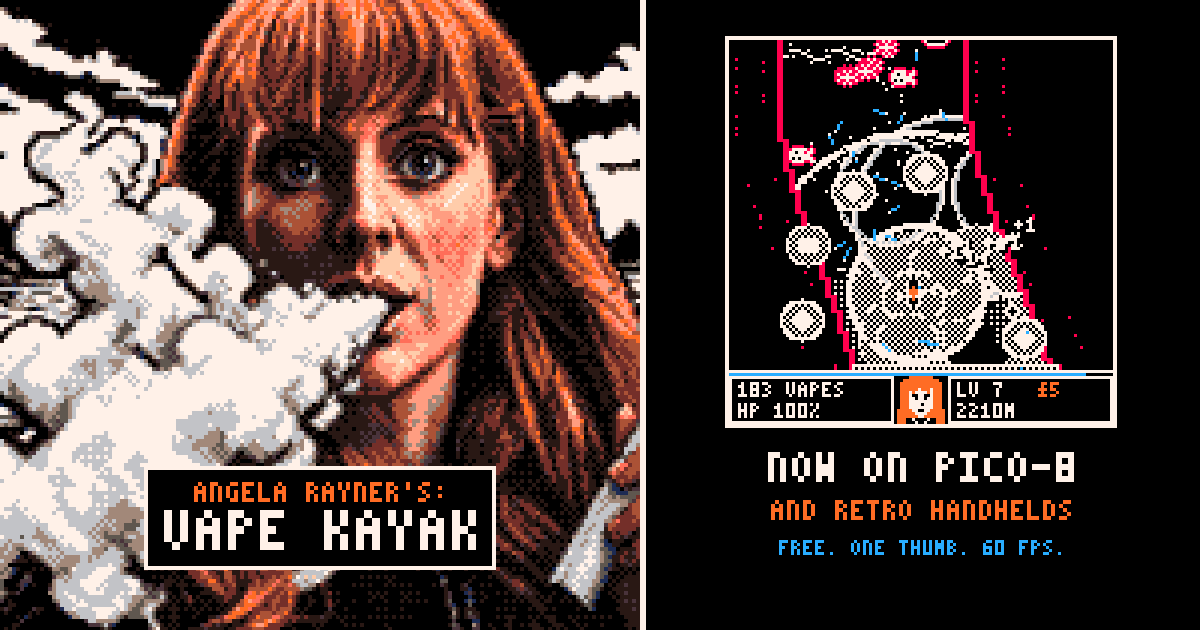 ANGELA RAYNER'S:
VAPE KAYAK
+1
183 VAPES
HP 100%
LV 7 £5
2210M
NOW ON PICO-8
AND RETRO HANDHELDS
FREE. ONE THUMB. 60 FPS.